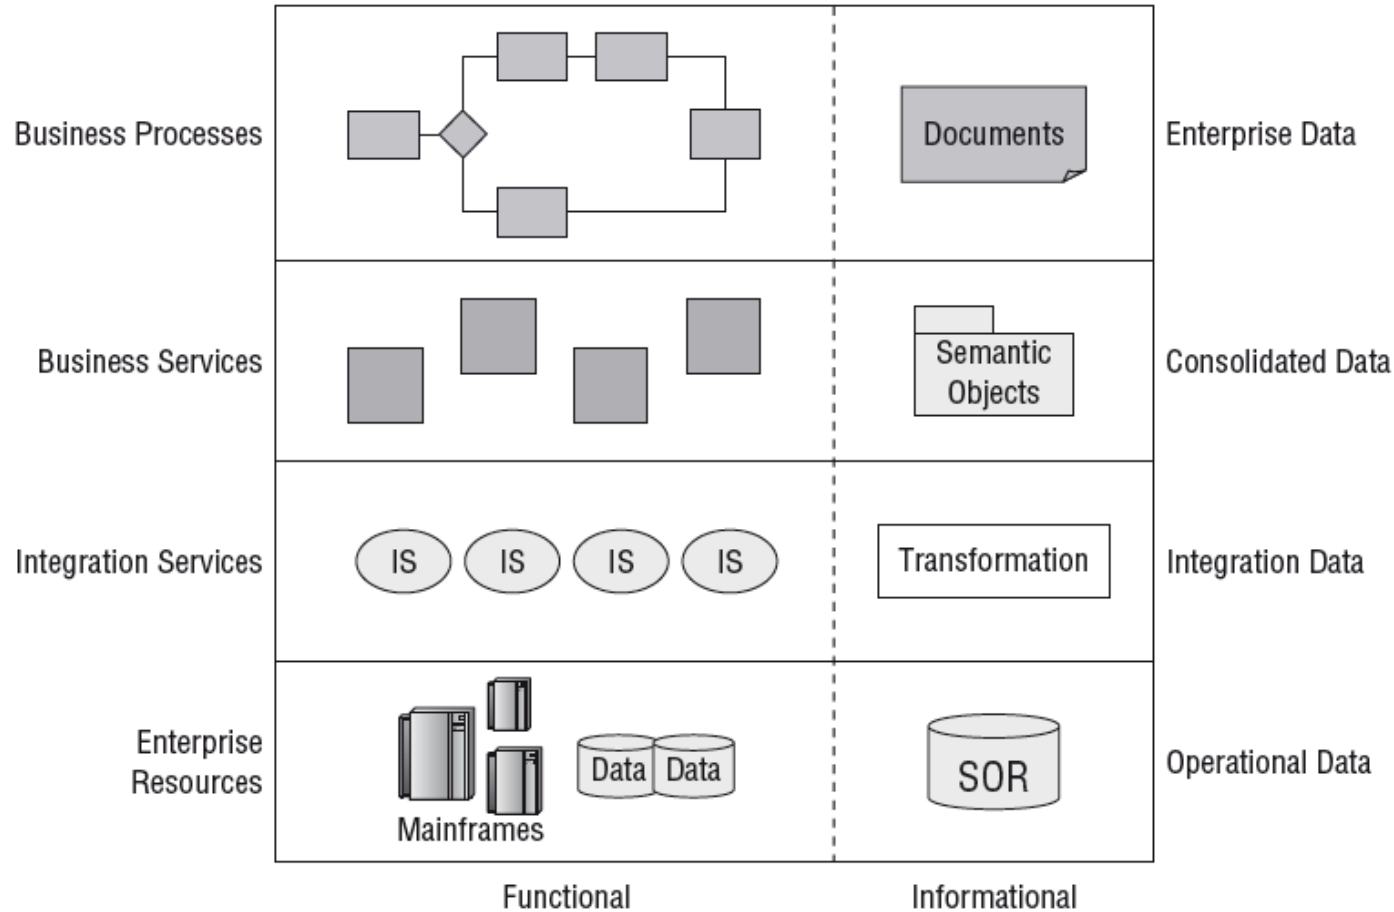 Business Processes
Documents
Enterprise Data
Business Services
Semantic
Objects
Consolidated Data
Integration Services
IS
IS
IS
IS
Transformation
Integration Data
Enterprise
Resources
Mainframes
Data
Data
SOR
Operational Data
Functional
Informational